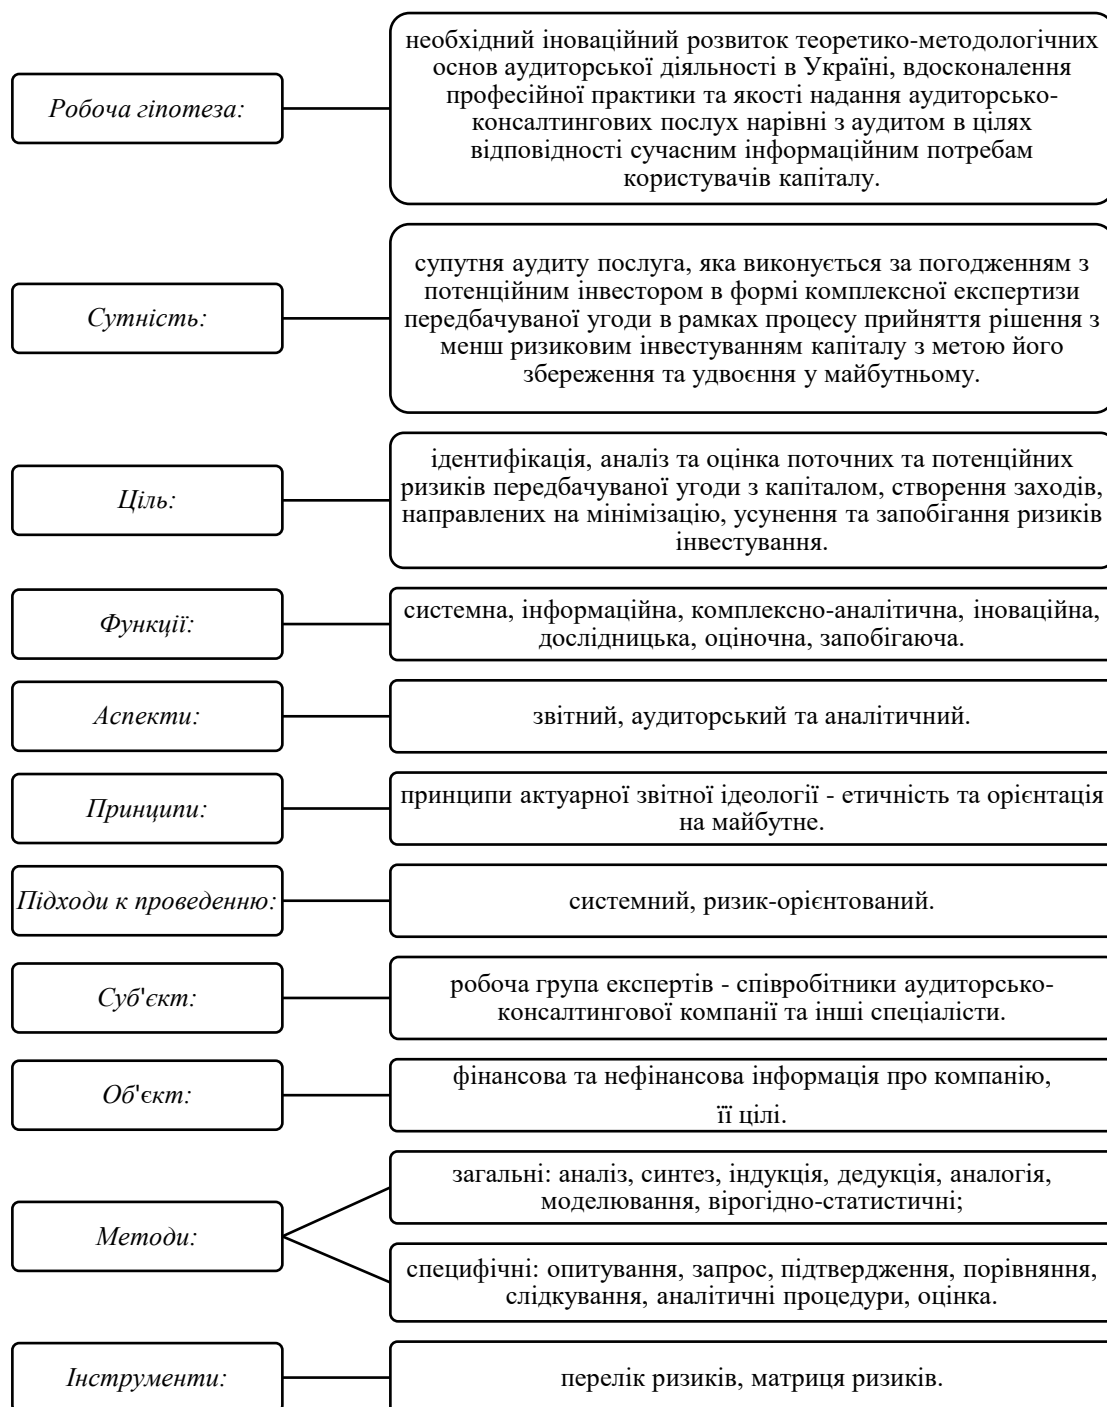 Робоча гіпотеза:
необхідний іноваційний розвиток теоретико-методологічних
основ аудиторської діяльності в Україні, вдосконалення
професійної практики та якості надання аудиторсько-
консалтингових послух нарівні з аудитом в цілях
відповідності сучасним інформаційним потребам
користувачів капіталу.
Сутність:
супутня аудиту послуга, яка виконується за погодженням з
потенційним інвестором в формі комплексної експертизи
передбачуваної угоди в рамках процесу прийняття рішення з
менш ризиковим інвестуванням капіталу з метою його
збереження та удвоєння у майбутньому.
Ціль:
ідентифікація, аналіз та оцінка поточних та потенційних
ризиків передбачуваної угоди з капіталом, створення заходів,
направлених на мінімізацію, усунення та запобігання ризиків
інвестування.
Функції:
системна, інформаційна, комплексно-аналітична, іноваційна,
дослідницька, оціночна, запобігаюча.
Аспекти:
звітний, аудиторський та аналітичний.
Принципи:
принципи актуарної звітної ідеології - етичність та орієнтація
на майбутне.
Підходи к проведенню:
системний, ризик-орієнтований.
Суб'єкт:
робоча група експертів - співробітники аудиторсько-
консалтингової компанії та інші спеціалісти.
Об'єкт:
фінансова та нефінансова інформація про компанію,
її цілі.
Методи:
загальні: аналіз, синтез, індукція, дедукція, аналогія,
моделювання, вірогідно-статистичні;
специфічні: опитування, запрос, підтвердження, порівняння,
слідкування, аналітичні процедури, оцінка.
Інструменти:
перелік ризиків, матриця ризиків.